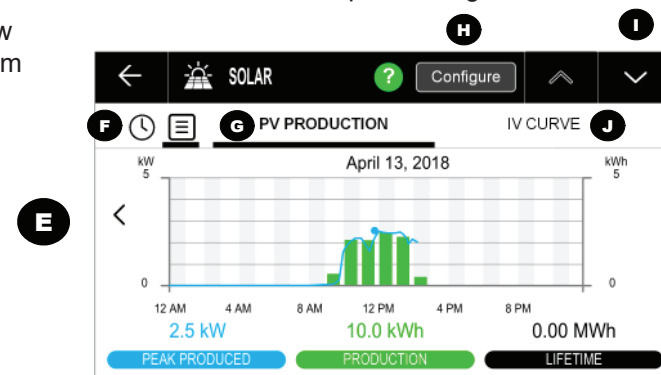 w
m
H
I
SOLAR ? Configure
F G PV PRODUCTION IV CURVE J
kW April 13, 2018 kWh
5 5
E
0 0
12 AM 4 AM 8 AM 12 PM 4 PM 8 PM
2.5 kW 10.0 kWh 0.00 MWh
PEAK PRODUCED PRODUCTION LIFETIME